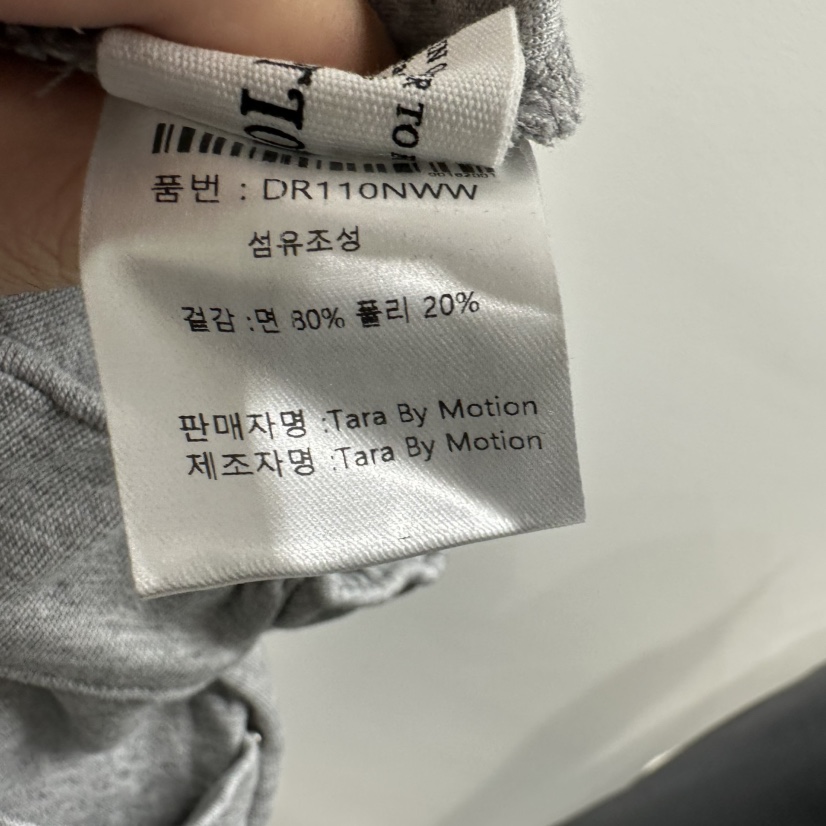 품번 : DR110NWW
섬유조성
겉감 :면 80% 폴리 20%
판매자명 :Tara By Motion
제조자명 :Tara By Motion